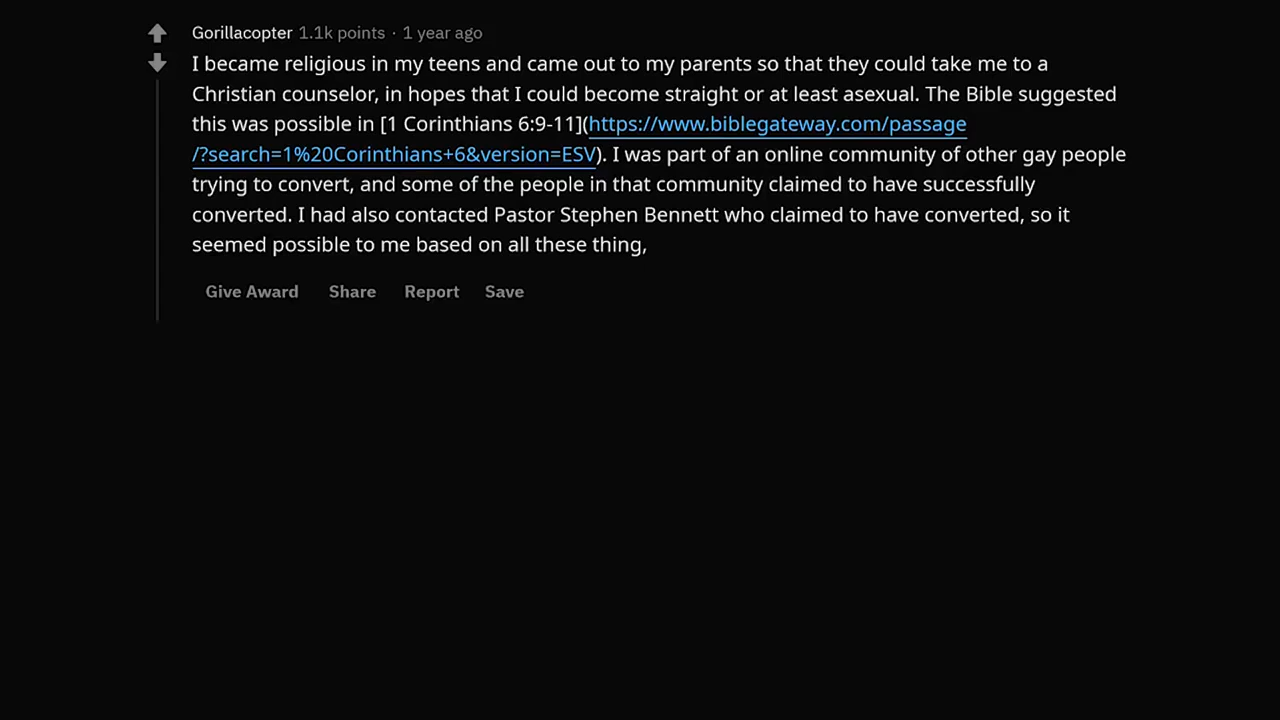 Gorillacopter 1.1k points · 1 year ago
I became religious in my teens and came out to my parents so that they could take me to a
Christian counselor, in hopes that I could become straight or at least asexual. The Bible suggested
this was possible in [1 Corinthians 6:9-11](https://www.biblegateway.com/passage
/?search=1%20Corinthians+6&version=ESV). I was part of an online community of other gay people
trying to convert, and some of the people in that community claimed to have successfully
converted. I had also contacted Pastor Stephen Bennett who claimed to have converted, so it
seemed possible to me based on all these thing,
Give Award Share Report Save